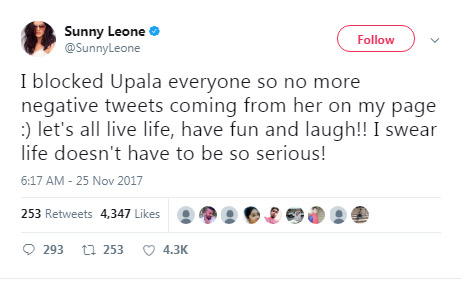 Sunny Leone
@SunnyLeone
Follow
I blocked Upala everyone so no more
negative tweets coming from her on my page
:) let's all live life, have fun and laugh!! I swear
life doesn't have to be so serious!
6:17 AM - 25 Nov 2017
253 Retweets 4,347 Likes
293 253 4.3K